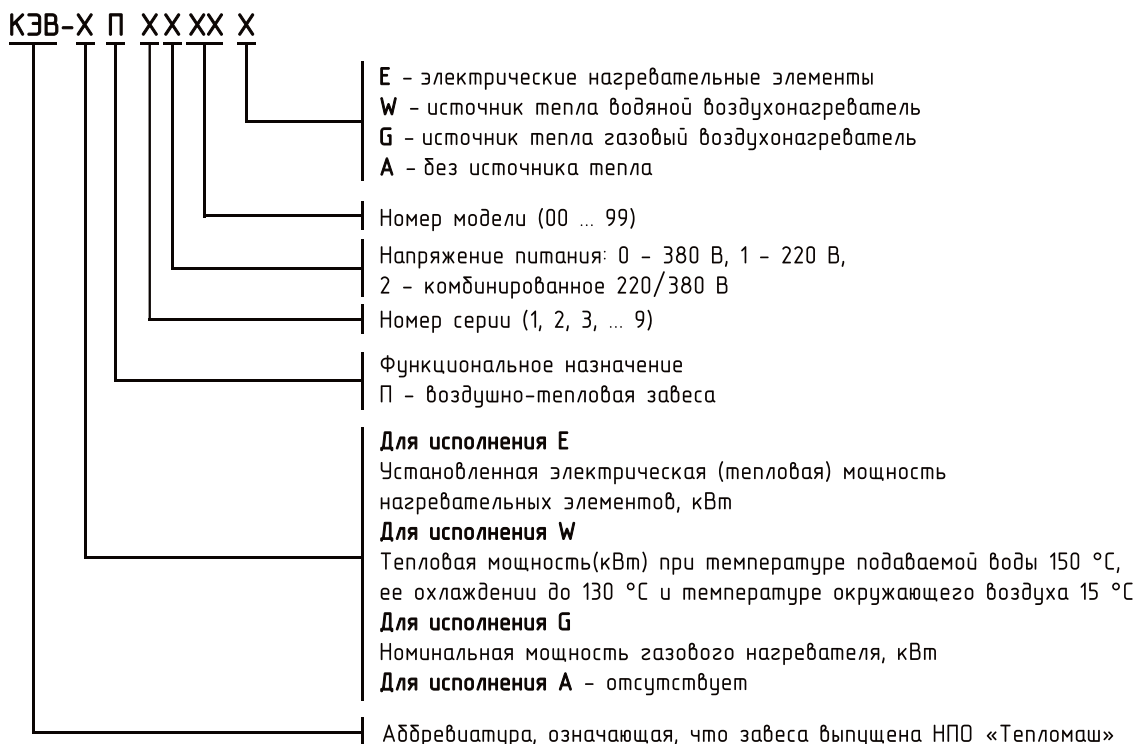 КЭВ-Х П Х Х ХХ Х
E – электрические нагревательные элементы
W – источник тепла водяной воздухонагреватель
G – источник тепла газовый воздухонагреватель
A – без источника тепла
Номер модели (00 ... 99)
Напряжение питания: 0 – 380 В, 1 – 220 В,
2 – комбинированное 220/380 В
Номер серии (1, 2, 3, ... 9)
Функциональное назначение
П – воздушно-тепловая завеса
Для исполнения E
Установленная электрическая (тепловая) мощность
нагревательных элементов, кВт
Для исполнения W
Тепловая мощность(кВт) при температуре подаваемой воды 150 °С,
ее охлаждении до 130 °С и температуре окружающего воздуха 15 °С
Для исполнения G
Номинальная мощность газового нагревателя, кВт
Для исполнения A – отсутствует
Аббревиатура, означающая, что завеса выпущена НПО «Тепломаш»